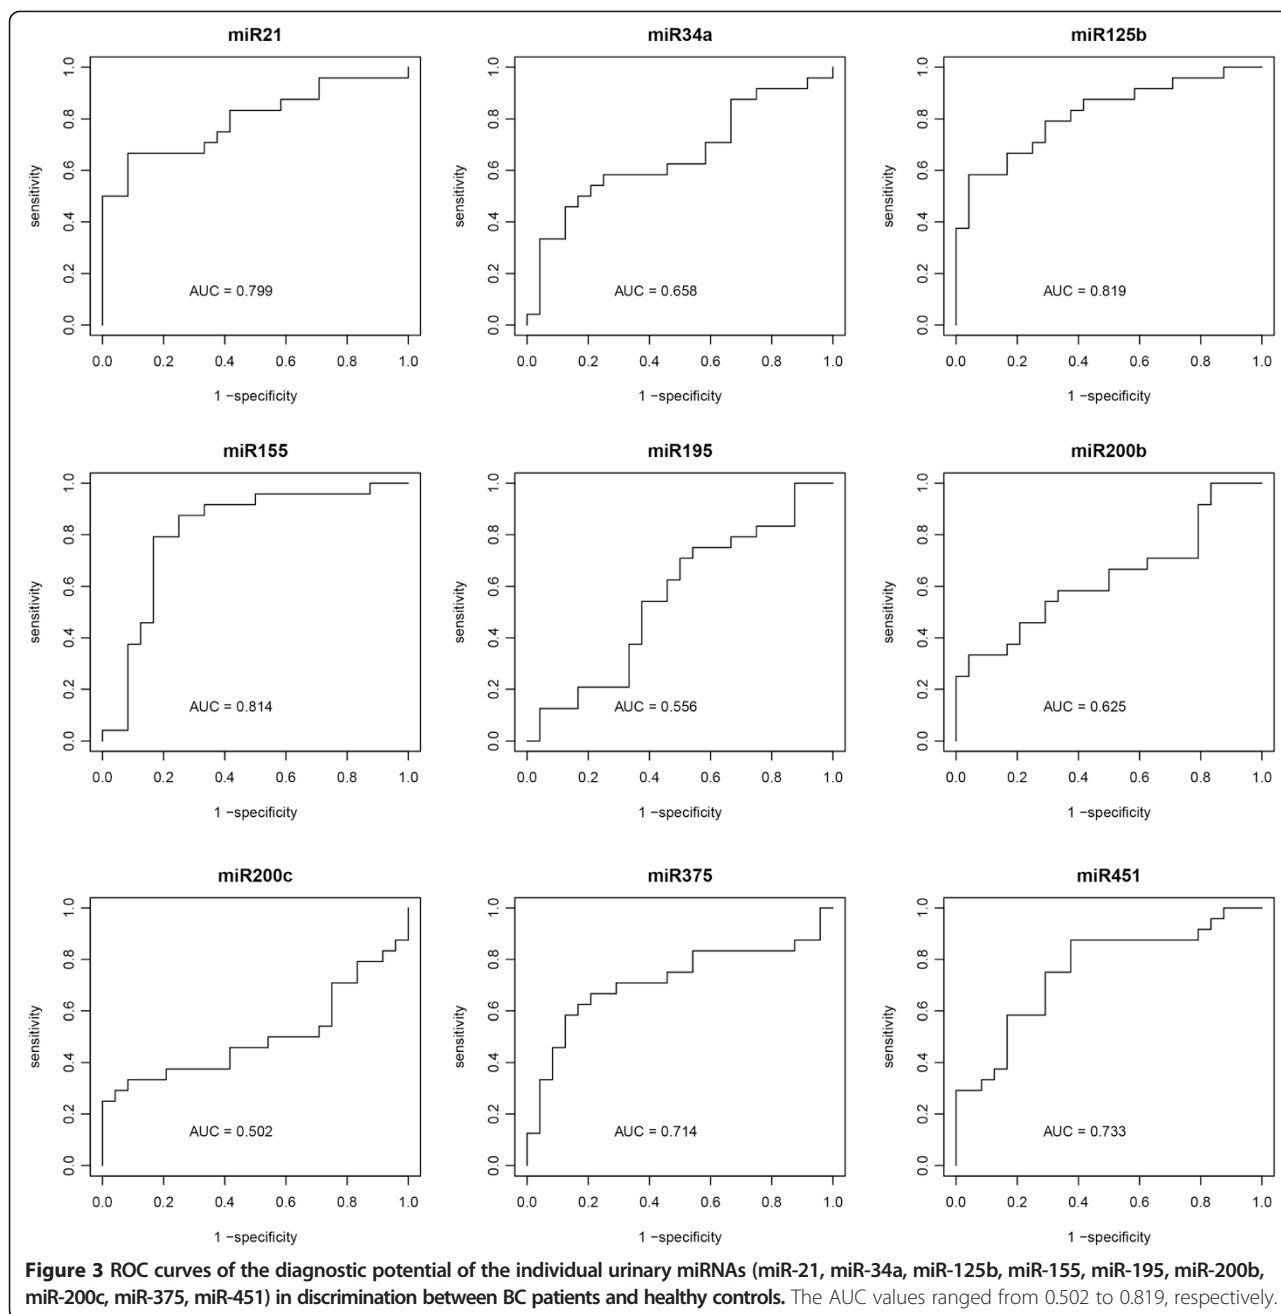 miR21 miR34a miR125b
sensitivity 0.0 0.2 0.4 0.6 0.8 1.0 sensitivity 0.0 0.2 0.4 0.6 0.8 1.0 sensitivity 0.0 0.2 0.4 0.6 0.8 1.0
AUC = 0.799 AUC = 0.658 AUC = 0.819
0.0 0.2 0.4 0.6 0.8 1.0 0.0 0.2 0.4 0.6 0.8 1.0 0.0 0.2 0.4 0.6 0.8 1.0
1 −specificity 1 −specificity 1 −specificity
miR155 miR195 miR200b
sensitivity 0.0 0.2 0.4 0.6 0.8 1.0 sensitivity 0.0 0.2 0.4 0.6 0.8 1.0 sensitivity 0.0 0.2 0.4 0.6 0.8 1.0
AUC = 0.814 AUC = 0.556 AUC = 0.625
0.0 0.2 0.4 0.6 0.8 1.0 0.0 0.2 0.4 0.6 0.8 1.0 0.0 0.2 0.4 0.6 0.8 1.0
1 −specificity 1 −specificity 1 −specificity
miR200c miR375 miR451
sensitivity 0.0 0.2 0.4 0.6 0.8 1.0 sensitivity 0.0 0.2 0.4 0.6 0.8 1.0 sensitivity 0.0 0.2 0.4 0.6 0.8 1.0
AUC = 0.502 AUC = 0.714 AUC = 0.733
0.0 0.2 0.4 0.6 0.8 1.0 0.0 0.2 0.4 0.6 0.8 1.0 0.0 0.2 0.4 0.6 0.8 1.0
1 −specificity 1 −specificity 1 −specificity
Figure 3 ROC curves of the diagnostic potential of the individual urinary miRNAs (miR-21, miR-34a, miR-125b, miR-155, miR-195, miR-200b,
miR-200c, miR-375, miR-451) in discrimination between BC patients and healthy controls. The AUC values ranged from 0.502 to 0.819, respectively.